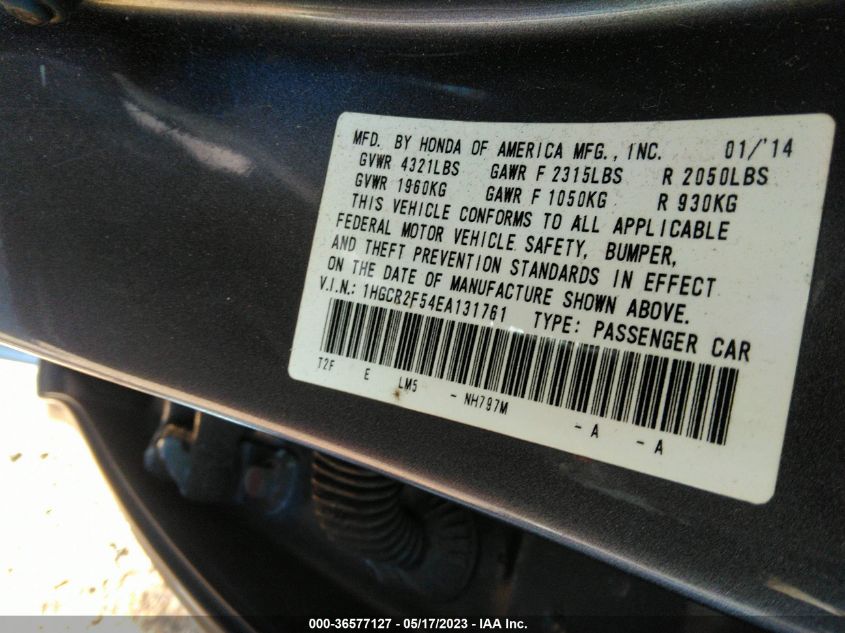 MFD. BY HONDA OF AMERICA MFG., INC. 01/'14
GVWR 4321LBS GAWR F 2315LBS R 2050LBS
GVWR 1960KG GAWR F 1050KG R 930KG
THIS VEHICLE CONFORMS TO ALL APPLICABLE
FEDERAL MOTOR VEHICLE SAFETY, BUMPER,
AND THEFT PREVENTION STANDARDS IN EFFECT
ON THE DATE OF MANUFACTURE SHOWN ABOVE.
V.I.N.: 1HGCR2F54EA131761 TYPE: PASSENGER CAR
T2F E LM5 - NH797M - A - A
000-36577127 - 05/17/2023 - IAA Inc.